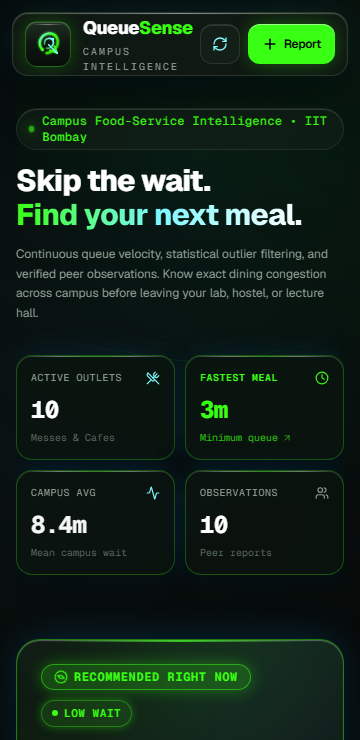 QueueSense
CAMPUS
INTELLIGENCE
Report
Campus Food-Service Intelligence • IIT
Bombay
Skip the wait.
Find your next meal.
Continuous queue velocity, statistical outlier filtering, and
verified peer observations. Know exact dining congestion
across campus before leaving your lab, hostel, or lecture
hall.
ACTIVE OUTLETS
10
Messes & Cafes
FASTEST MEAL
3m
Minimum queue ↗
CAMPUS AVG
8.4m
Mean campus wait
OBSERVATIONS
10
Peer reports
RECOMMENDED RIGHT NOW
LOW WAIT